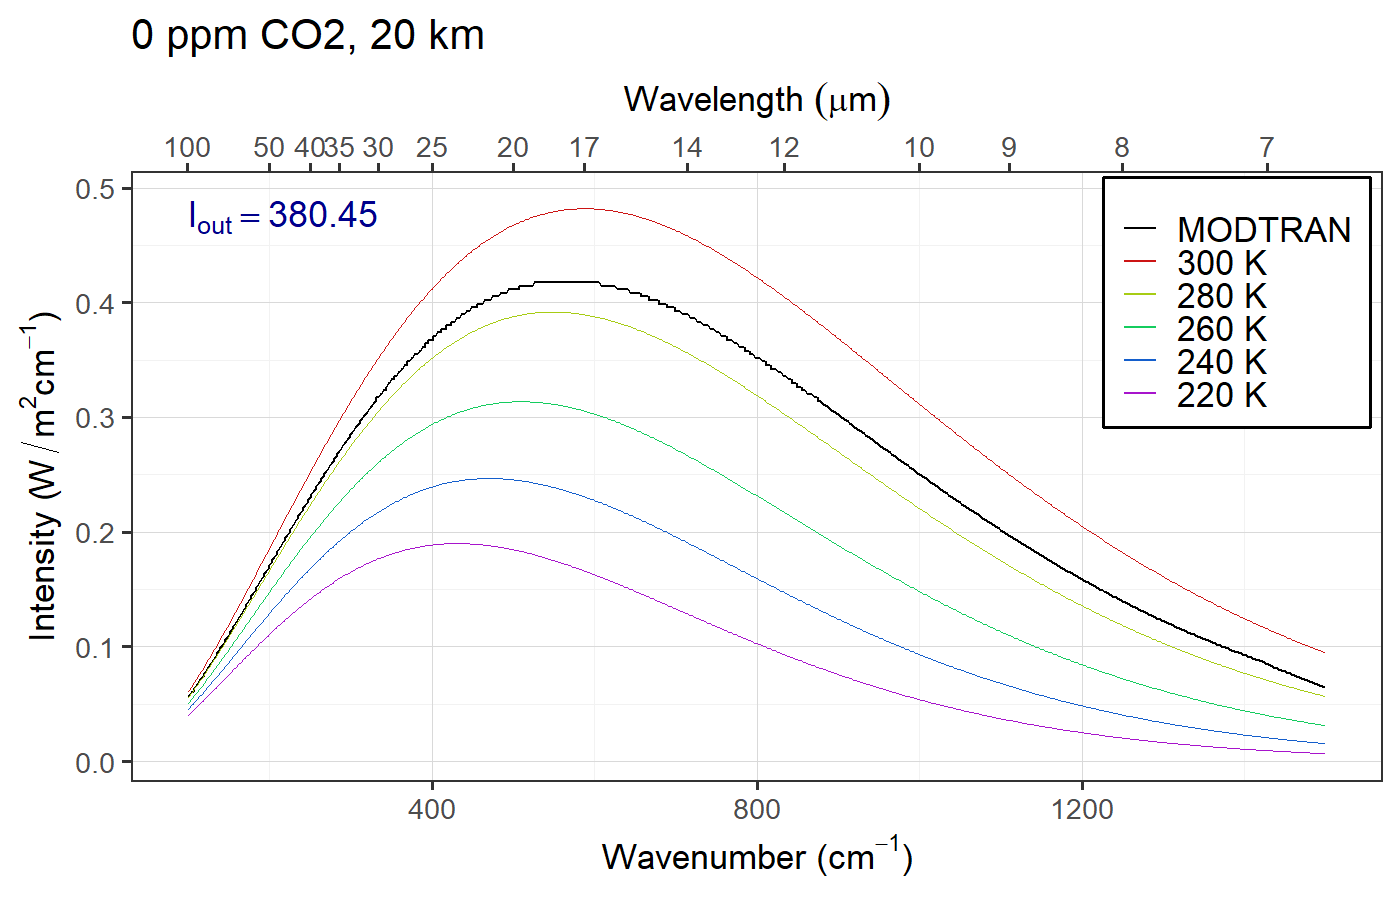 0 ppm CO2, 20 km
Wavelength (μm)
100 50 40 35 30 25 20 17 14 12 10 9 8 7
Iout = 380.45
MODTRAN
300 K
280 K
260 K
240 K
220 K
Intensity (W / m²cm⁻¹)
0.5
0.4
0.3
0.2
0.1
0.0
400 800 1200
Wavenumber (cm⁻¹)